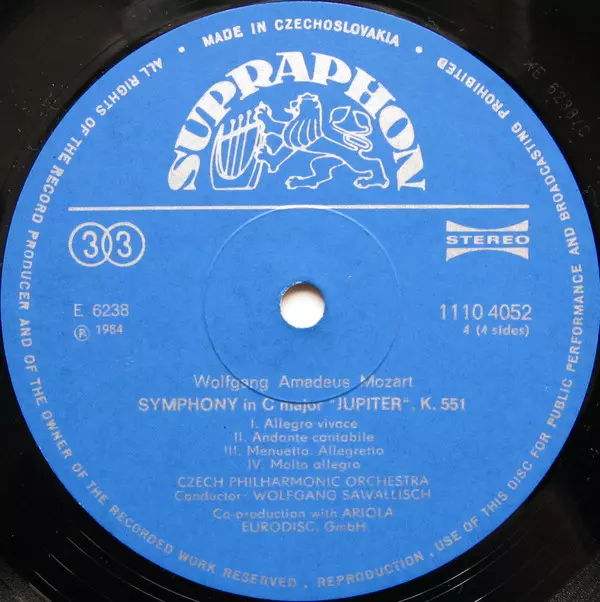 • MADE IN CZECHOSLOVAKIA •
ALL RIGHTS OF THE RECORD PRODUCER AND OF THE OWNER OF THE RECORDED WORK RESERVED . REPRODUCTION , USE OF THIS DISC FOR PUBLIC PERFORMANCE AND BROADCASTING PROHIBITED
SUPRAPHON
33
STEREO
E 6238
1110 4052
℗ 1984
4 (4 sides)
Wolfgang Amadeus Mozart
SYMPHONY in C major "JUPITER", K. 551
I. Allegro vivace
II. Andante cantabile
III. Menuetto. Allegretto
IV. Molto allegro
CZECH PHILHARMONIC ORCHESTRA
Conductor: WOLFGANG SAWALLISCH
Co-production with ARIOLA
EURODISC, GmbH